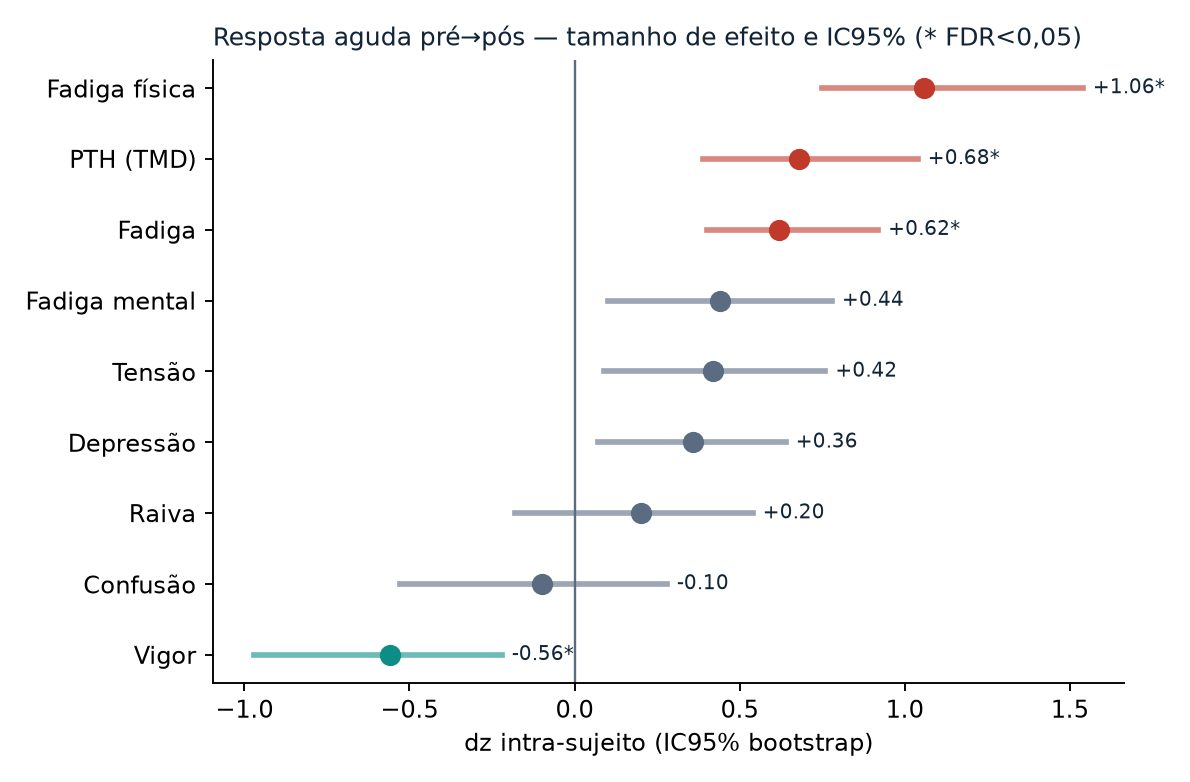 Resposta aguda pré→pós — tamanho de efeito e IC95% (* FDR<0,05)
Fadiga física
+1.06*
PTH (TMD)
+0.68*
Fadiga
+0.62*
Fadiga mental
+0.44
Tensão
+0.42
Depressão
+0.36
Raiva
+0.20
Confusão
-0.10
Vigor
-0.56*
−1.0
−0.5
0.0
0.5
1.0
1.5
dz intra-sujeito (IC95% bootstrap)